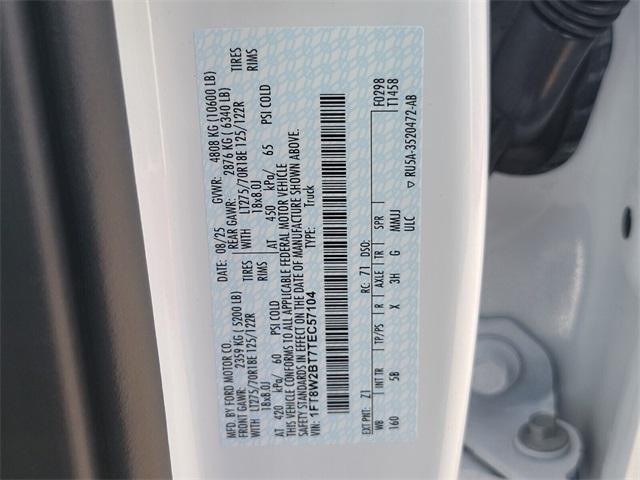 MFD. BY FORD MOTOR CO.
DATE: 08/25 GVWR: 4808 KG (10600 LB)
FRONT GAWR: 2359 KG (5200 LB) REAR GAWR: 2876 KG (6340 LB)
WITH LT275/70R18E 125/122R TIRES WITH LT275/70R18E 125/122R TIRES
18x8.0J RIMS 18x8.0J RIMS
AT 420 kPa/ 60 PSI COLD AT 450 kPa/ 65 PSI COLD
THIS VEHICLE CONFORMS TO ALL APPLICABLE FEDERAL MOTOR VEHICLE
SAFETY STANDARDS IN EFFECT ON THE DATE OF MANUFACTURE SHOWN ABOVE.
VIN: 1FT8W2BT7TEC57104 TYPE: Truck
F0298
T1458
EXT PNT: Z1 RC: 71 DSO:
WB INT TR TP/PS R AXLE TR SPR
160 5B X 3H G MMJJ
ULC
▽ RU5A-3520472-AB